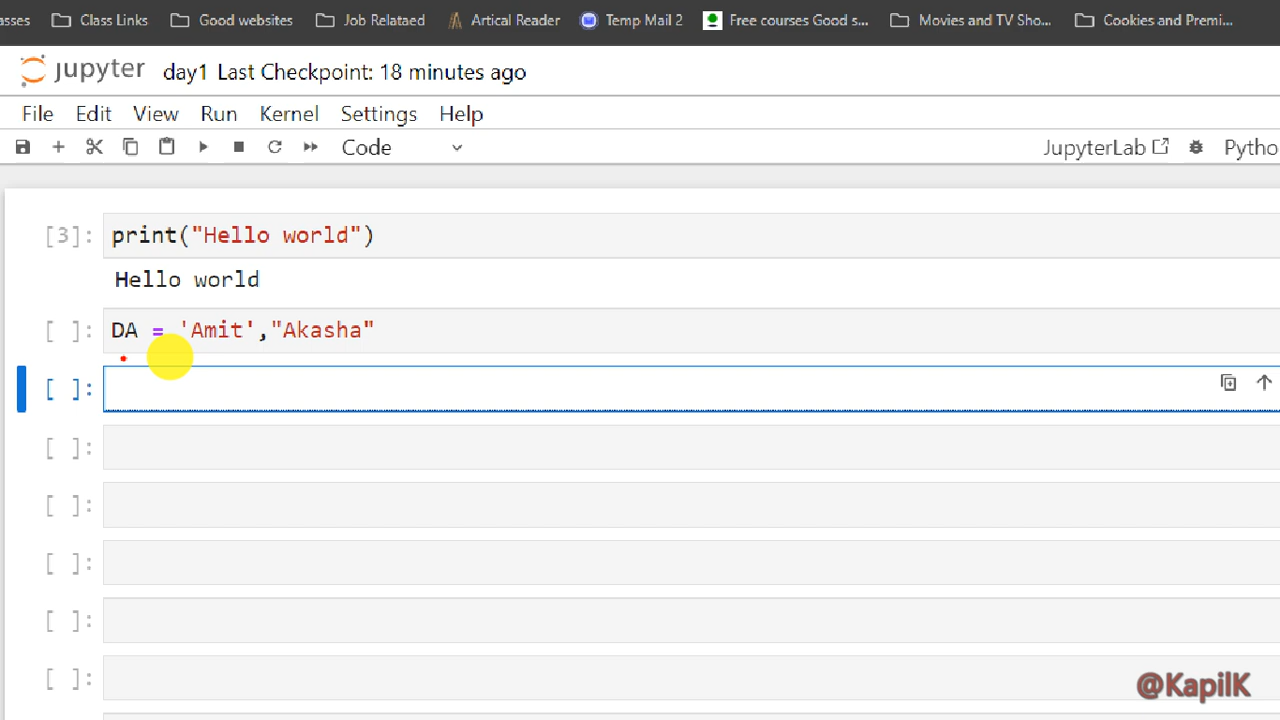 asses Class Links Good websites Job Relataed Artical Reader Temp Mail 2 Free courses Good s... Movies and TV Sho... Cookies and Premi...
jupyter day1 Last Checkpoint: 18 minutes ago
File Edit View Run Kernel Settings Help
Code JupyterLab Pytho
[3]: print("Hello world")
Hello world
[ ]: DA = 'Amit',"Akasha"
[ ]:
[ ]:
[ ]:
[ ]:
[ ]:
[ ]:
@KapilK